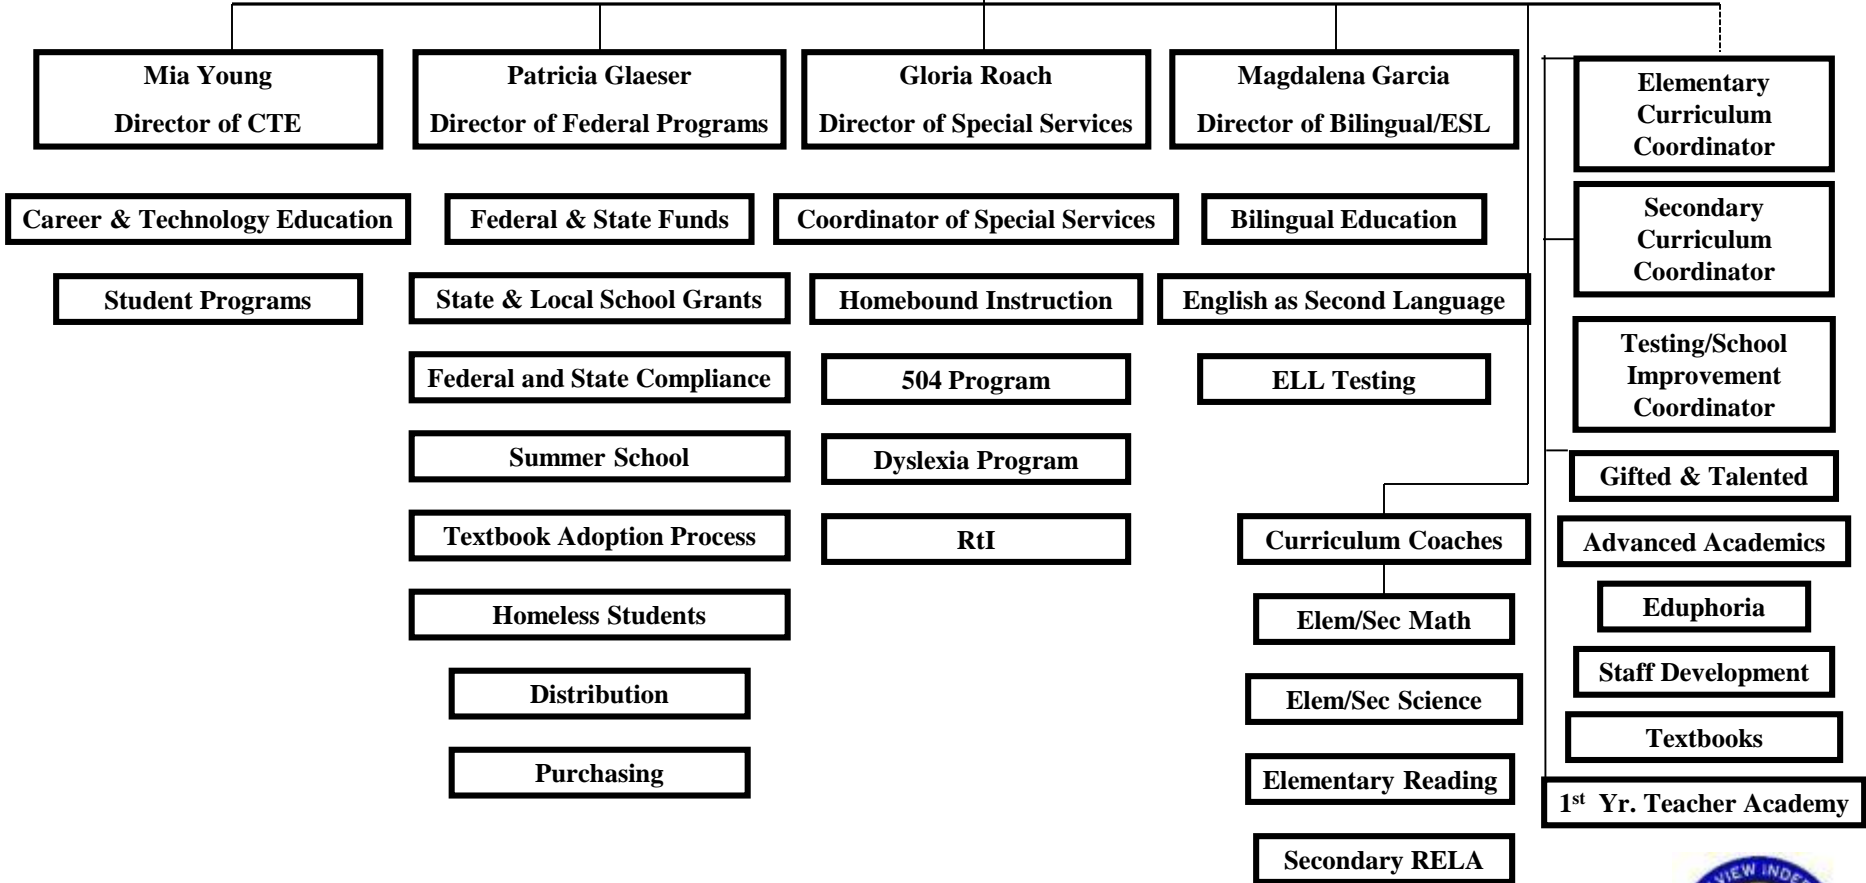 Mia Young
Director of CTE
Career & Technology Education
Student Programs
Patricia Glaeser
Director of Federal Programs
Federal & State Funds
State & Local School Grants
Federal and State Compliance
Summer School
Textbook Adoption Process
Homeless Students
Distribution
Purchasing
Gloria Roach
Director of Special Services
Coordinator of Special Services
Homebound Instruction
504 Program
Dyslexia Program
RtI
Magdalena Garcia
Director of Bilingual/ESL
Bilingual Education
English as Second Language
ELL Testing
Curriculum Coaches
Elem/Sec Math
Elem/Sec Science
Elementary Reading
Secondary RELA
Elementary
Curriculum
Coordinator
Secondary
Curriculum
Coordinator
Testing/School
Improvement
Coordinator
Gifted & Talented
Advanced Academics
Eduphoria
Staff Development
Textbooks
1st Yr. Teacher Academy